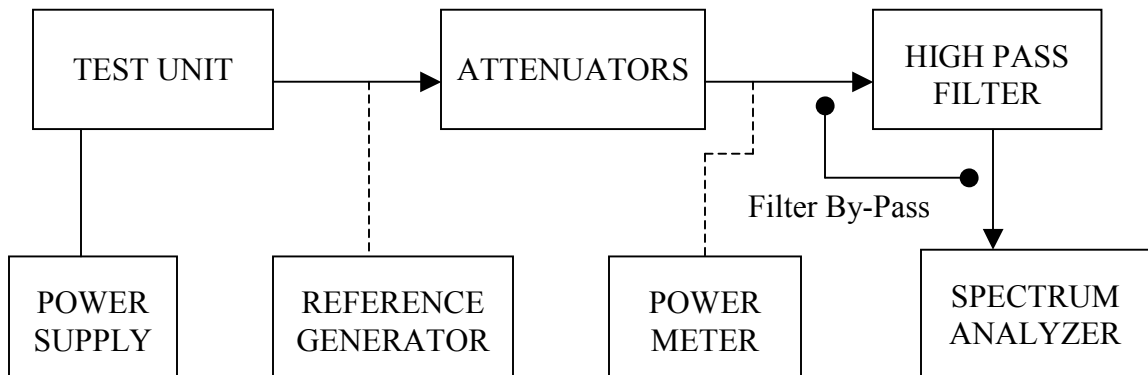 TEST UNIT
ATTENUATORS
HIGH PASS
FILTER
Filter By-Pass
POWER
SUPPLY
REFERENCE
GENERATOR
POWER
METER
SPECTRUM
ANALYZER